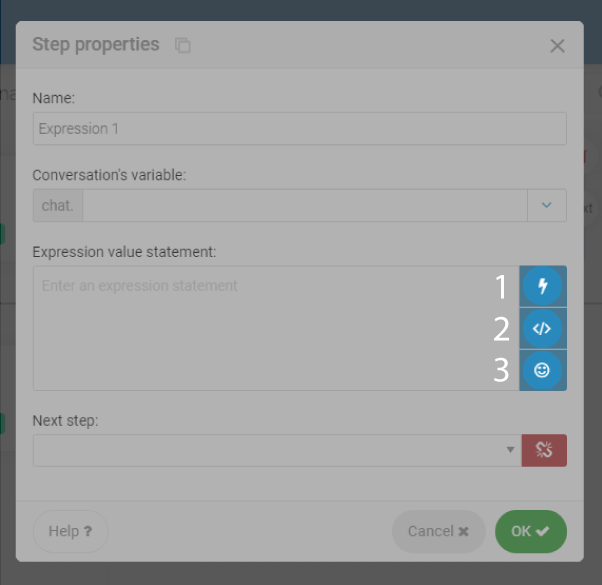 Step properties
Name:
Expression 1
Conversation's variable:
chat.
Expression value statement:
Enter an expression statement
1
2
</>
3
Next step:
Help ?
Cancel
OK